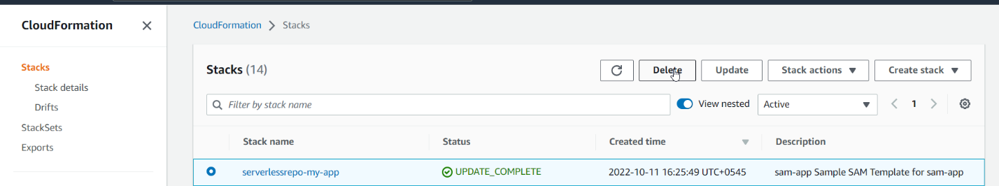 CloudFormation
CloudFormation > Stacks
Stacks
Stack details
Drifts
StackSets
Exports
Stacks (14)
Delete
Update
Stack actions
Create stack
Filter by stack name
View nested
Active
1
Stack name Status Created time Description
serverlessrepo-my-app UPDATE_COMPLETE 2022-10-11 16:25:49 UTC+0545 sam-app Sample SAM Template for sam-app